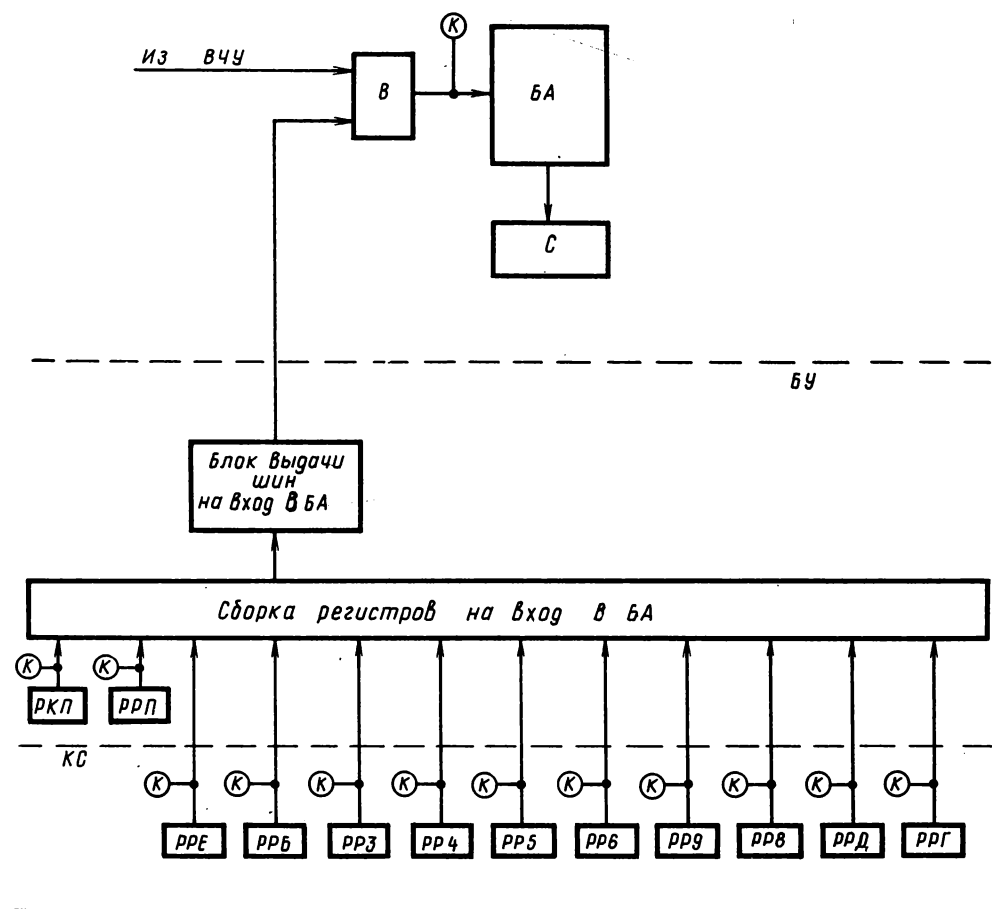 К
Из ВЧУ
В
БА
С
БУ
Блок выдачи
шин
на вход в БА
Сборка регистров на вход в БА
К К
РКП РРП
КС
К К К К К К К К К К
РРЕ РРБ РР3 РР4 РР5 РР6 РР9 РР8 РРД РРГ